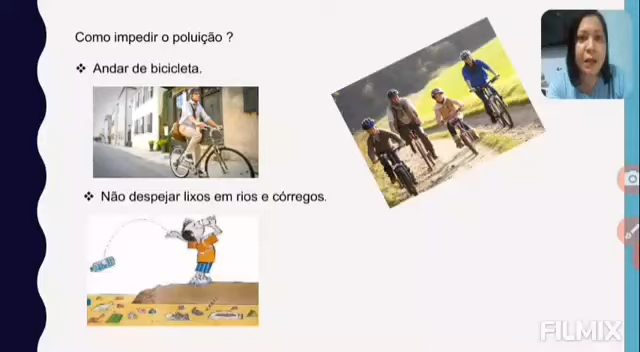 Como impedir o poluição ?
❖ Andar de bicicleta.
❖ Não despejar lixos em rios e córregos.
FILMIX